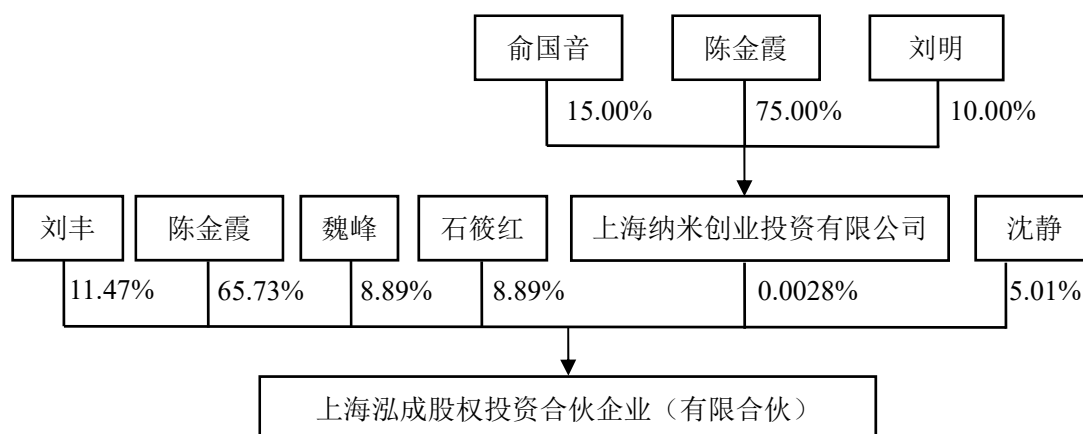 俞国音 陈金霞 刘明
15.00% 75.00% 10.00%
刘丰 陈金霞 魏峰 石筱红 上海纳米创业投资有限公司 沈静
11.47% 65.73% 8.89% 8.89% 0.0028% 5.01%
上海泓成股权投资合伙企业（有限合伙）